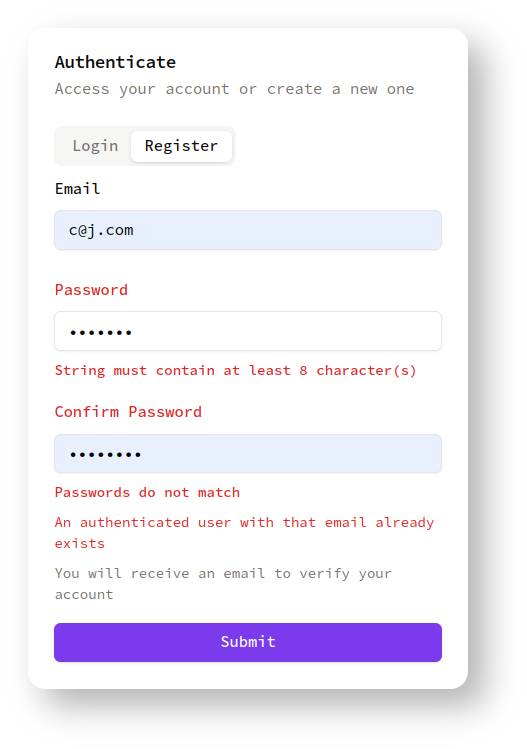 Authenticate
Access your account or create a new one
Login Register
Email
c@j.com
Password
•••••••
String must contain at least 8 character(s)
Confirm Password
••••••••
Passwords do not match
An authenticated user with that email already
exists
You will receive an email to verify your
account
Submit